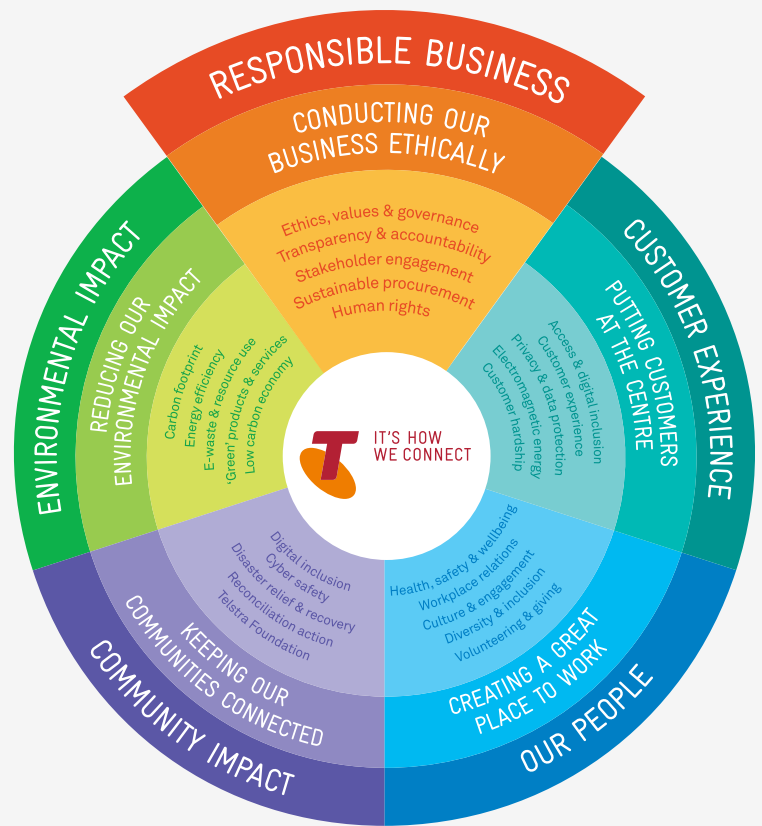 RESPONSIBLE BUSINESS
CONDUCTING OUR
BUSINESS ETHICALLY
Ethics, values & governance
Transparency & accountability
Stakeholder engagement
Sustainable procurement
Human rights
CUSTOMER EXPERIENCE
PUTTING CUSTOMERS
AT THE CENTRE
Access & digital inclusion
Customer experience
Privacy & data protection
Electromagnetic energy
Customer hardship
OUR PEOPLE
CREATING A GREAT
PLACE TO WORK
Health, safety & wellbeing
Workplace relations
Culture & engagement
Diversity & inclusion
Volunteering & giving
COMMUNITY IMPACT
KEEPING OUR
COMMUNITIES CONNECTED
Digital inclusion
Cyber safety
Disaster relief & recovery
Reconciliation action
Telstra Foundation
ENVIRONMENTAL IMPACT
REDUCING OUR
ENVIRONMENTAL IMPACT
Carbon footprint
Energy efficiency
E-waste & resource use
'Green' products & services
Low carbon economy
T
IT'S HOW
WE CONNECT